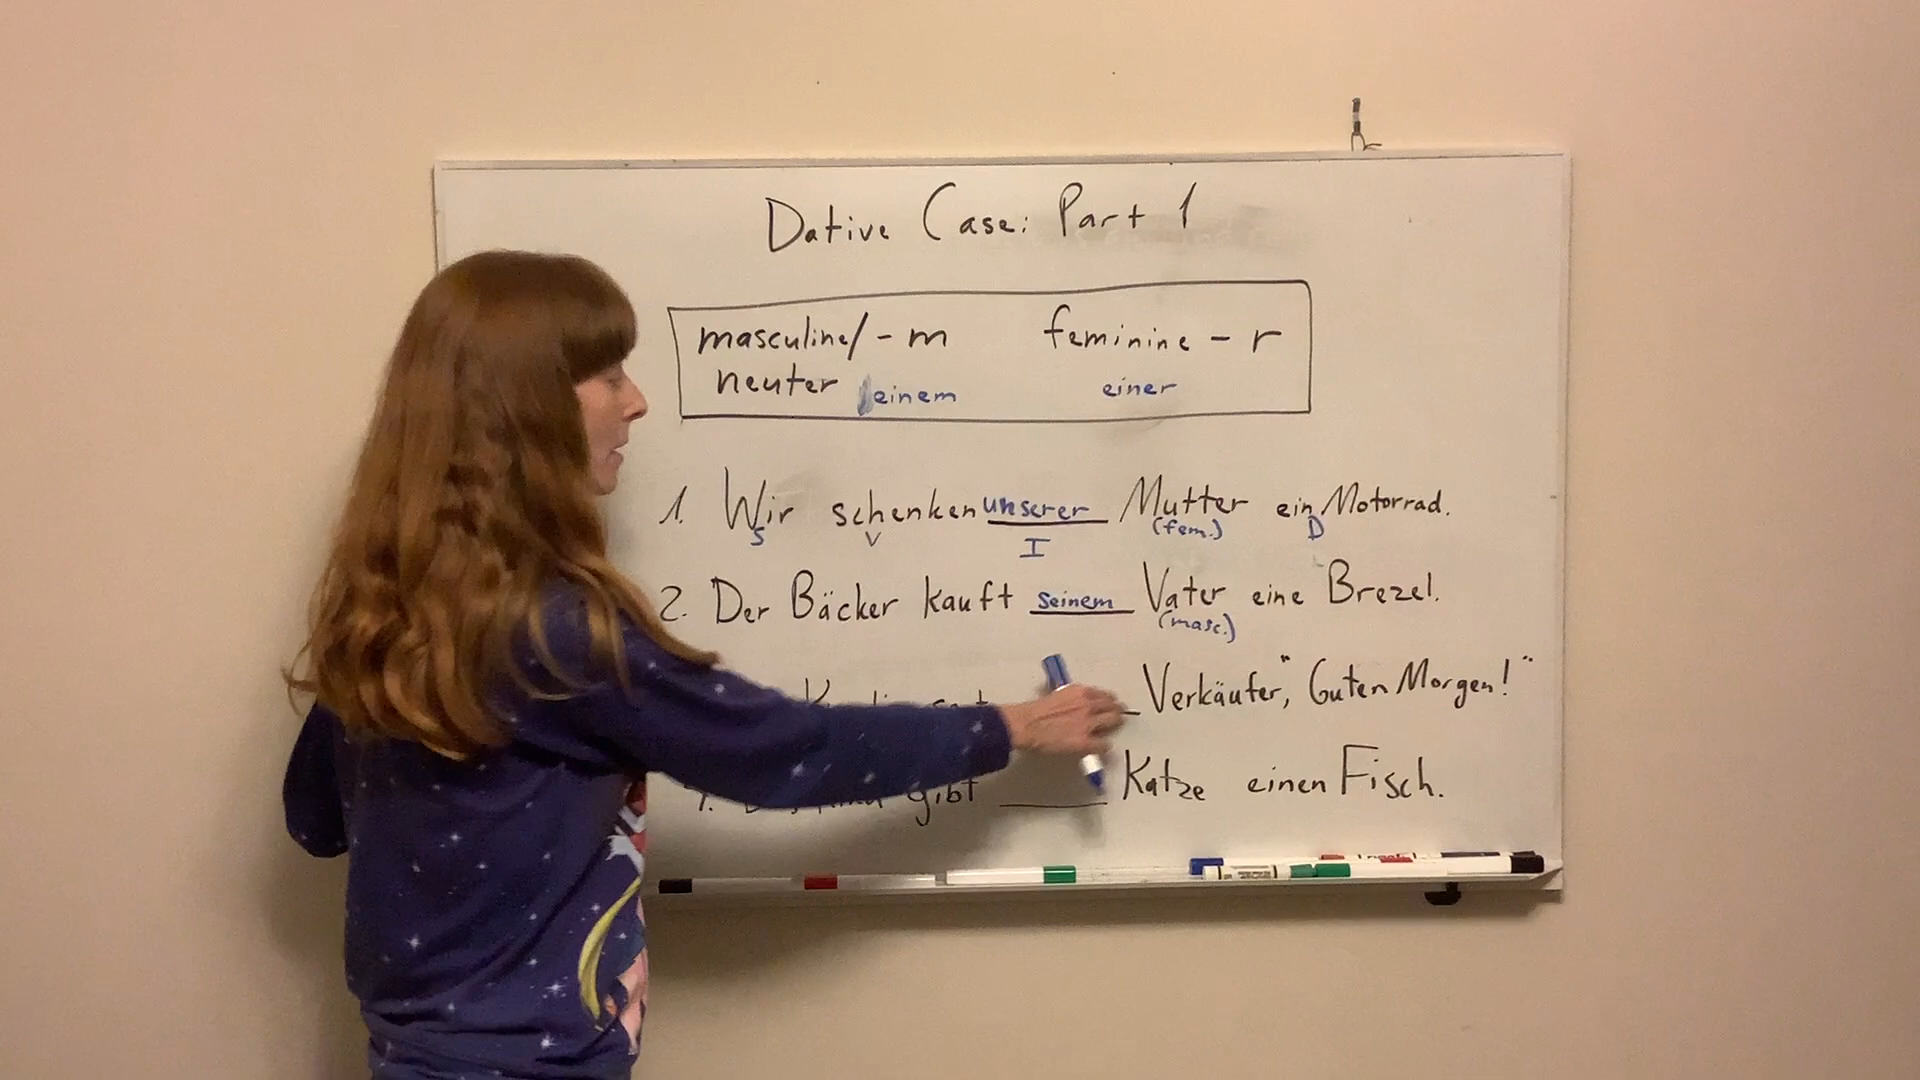 Dative Case: Part 1
masculine/ - m feminine - r
neuter einem einer
1. Wir schenken unserer Mutter ein Motorrad.
S V I (fem.) D
2. Der Bäcker kauft seinem Vater eine Brezel.
(masc.)
Verkäufer, "Guten Morgen!"
gibt ____ Katze einen Fisch.